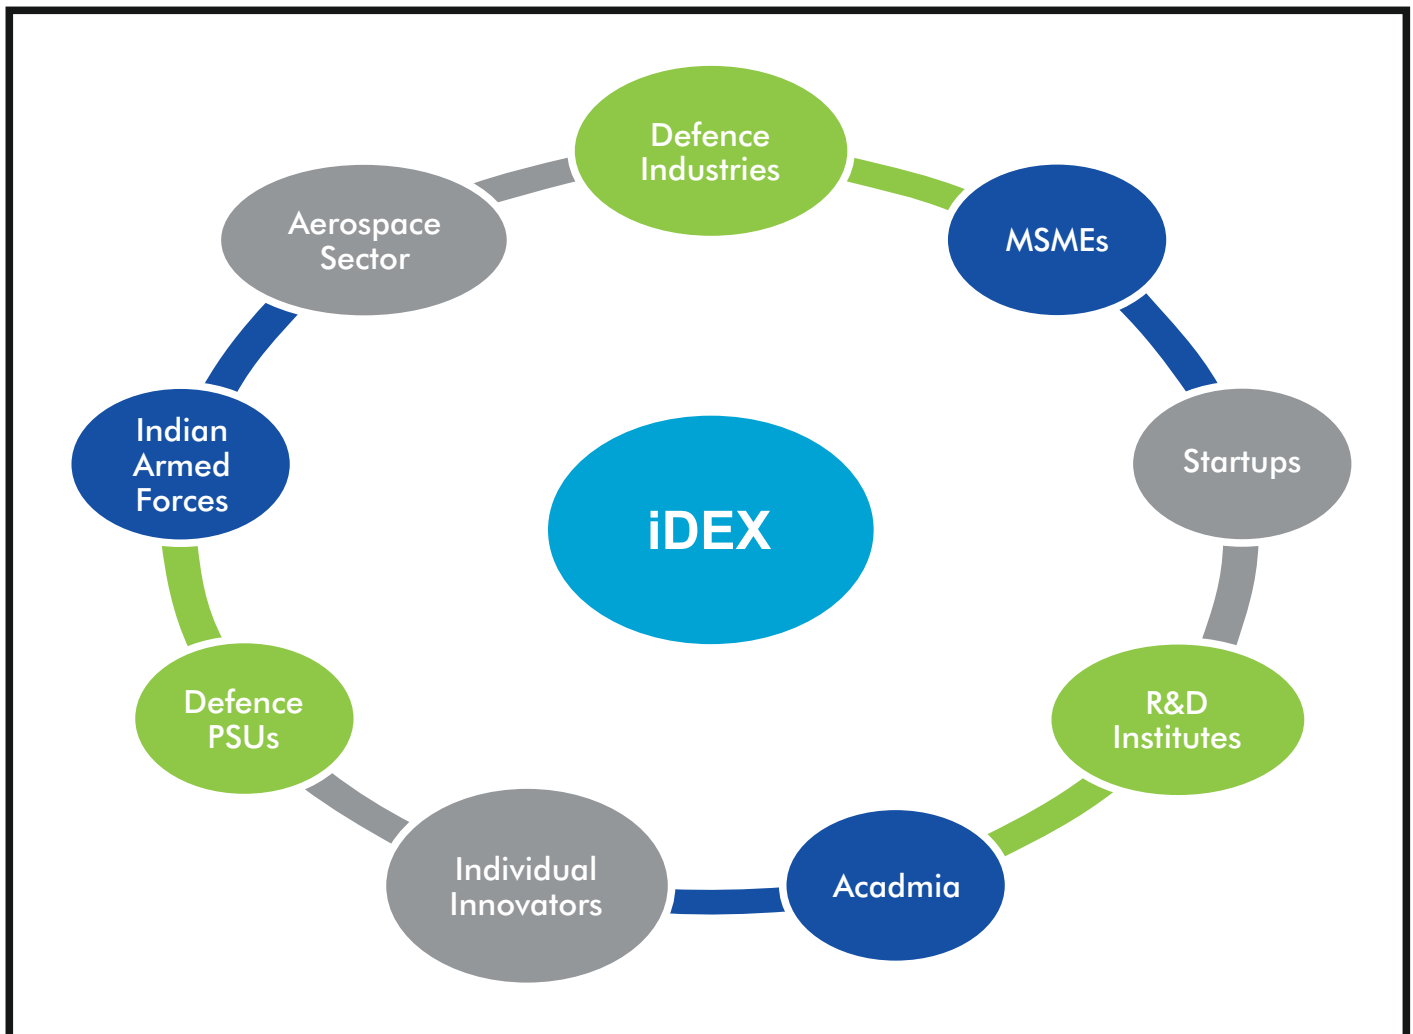 Defence
Industries
MSMEs
Startups
R&D
Institutes
Acadmia
Individual
Innovators
Defence
PSUs
Indian
Armed
Forces
Aerospace
Sector
iDEX